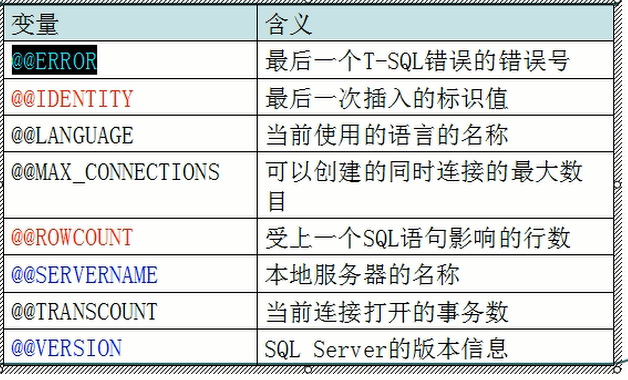 变量 含义
@@ERROR 最后一个T-SQL错误的错误号
@@IDENTITY 最后一次插入的标识值
@@LANGUAGE 当前使用的语言的名称
@@MAX_CONNECTIONS 可以创建的同时连接的最大数
目
@@ROWCOUNT 受上一个SQL语句影响的行数
@@SERVERNAME 本地服务器的名称
@@TRANSCOUNT 当前连接打开的事务数
@@VERSION SQL Server的版本信息